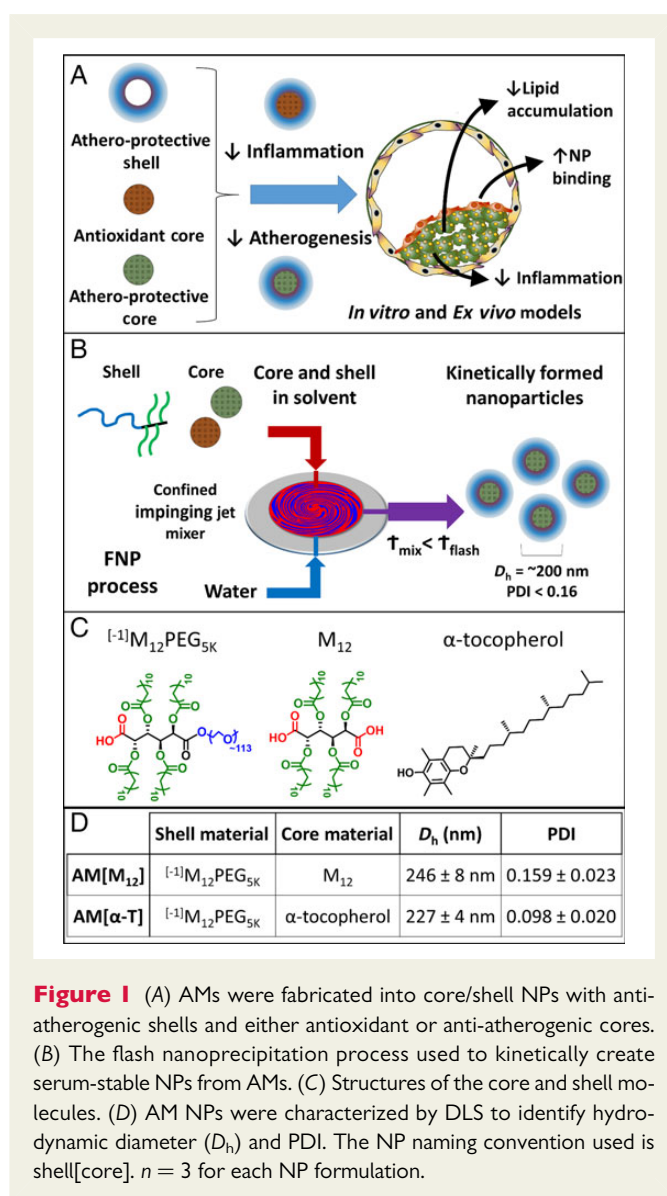 A
Athero-protective
shell
Antioxidant core
Athero-protective
core
↓ Inflammation
↓ Atherogenesis
↓Lipid
accumulation
↑NP
binding
↓ Inflammation
In vitro and Ex vivo models
B
Shell
Core
Core and shell
in solvent
Kinetically formed
nanoparticles
Confined
impinging jet
mixer
FNP
process
Water
τmix< τflash
Dh = ~200 nm
PDI < 0.16
C
[-1]M12PEG5K
M12
α-tocopherol
HO O O O O O O O O O O O ~113 10 10 10 10
HO O O O O O O O O O O OH 10 10 10 10
HO O
D
Shell material Core material Dh (nm) PDI
AM[M12] [-1]M12PEG5K M12 246 ± 8 nm 0.159 ± 0.023
AM[α-T] [-1]M12PEG5K α-tocopherol 227 ± 4 nm 0.098 ± 0.020
Figure 1 (A) AMs were fabricated into core/shell NPs with anti-
atherogenic shells and either antioxidant or anti-atherogenic cores.
(B) The flash nanoprecipitation process used to kinetically create
serum-stable NPs from AMs. (C) Structures of the core and shell mo-
lecules. (D) AM NPs were characterized by DLS to identify hydro-
dynamic diameter (Dh) and PDI. The NP naming convention used is
shell[core]. n = 3 for each NP formulation.